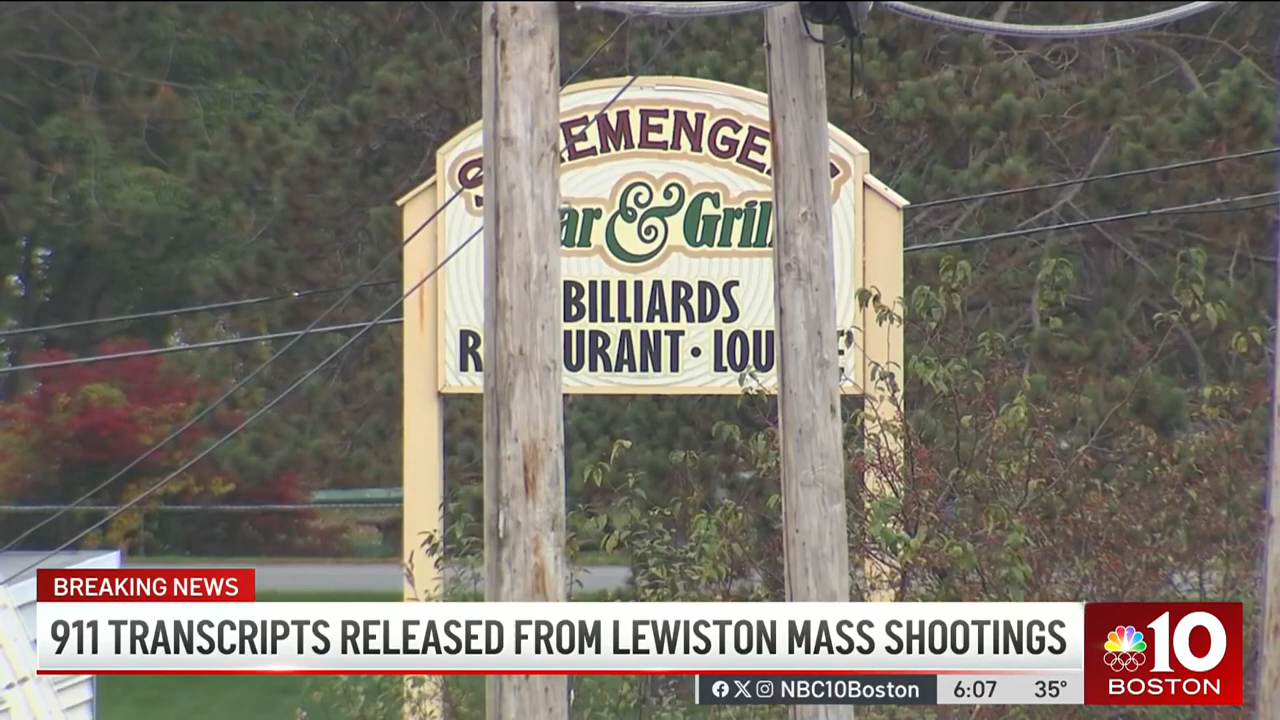 EMENGE
ar & Gril
BILLIARDS
R URANT • LOU E
BREAKING NEWS
911 TRANSCRIPTS RELEASED FROM LEWISTON MASS SHOOTINGS
10
BOSTON
NBC10Boston 6:07 35°